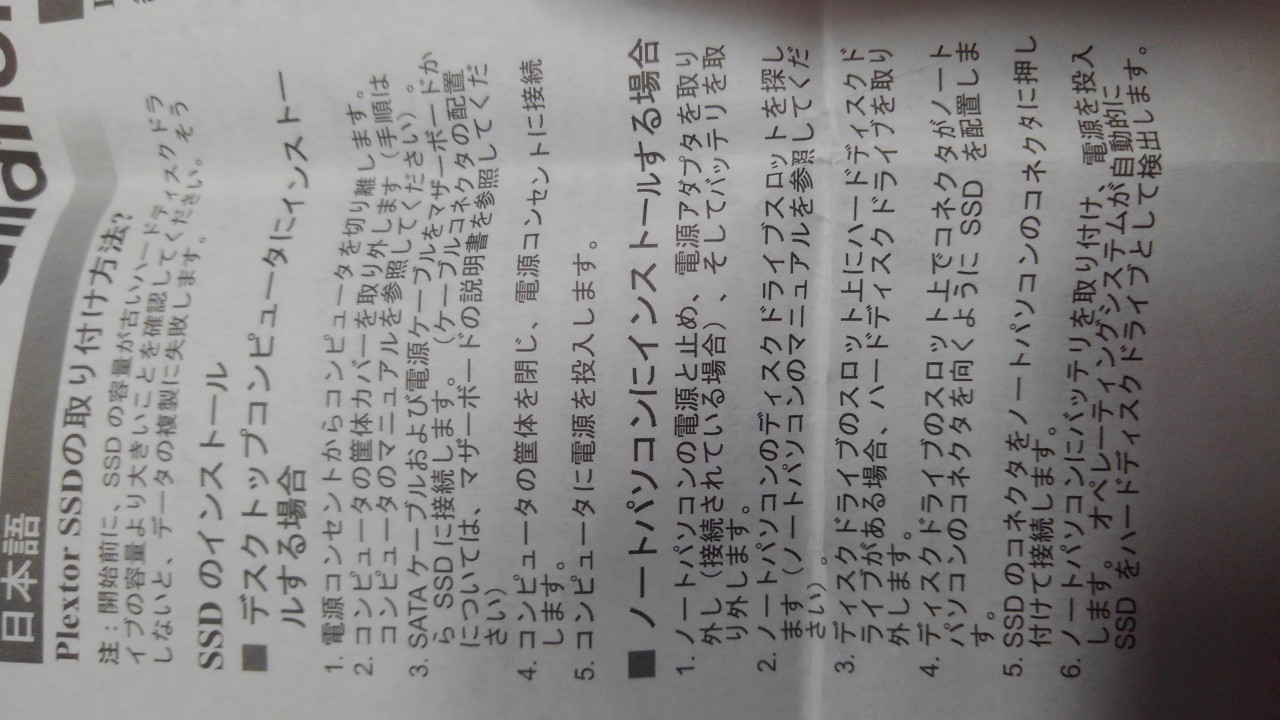 日本語
Plextor SSDの取り付け方法?
注：開始前に、SSD の容量が古いハードディスクドラ
イブの容量より大きいことを確認してください。そう
しないと、データの複製に失敗します。
SSD のインストール
■ デスクトップコンピュータにインストー
ルする場合
1. 電源コンセントからコンピュータを切り離します。
2. コンピュータの筐体カバーを取り外します（手順は
コンピュータのマニュアルを参照してください）。
3. SATA ケーブルおよび電源ケーブルをマザーボードか
ら SSD に接続します。（ケーブルコネクタの配置
については、マザーボードの説明書を参照してくだ
さい）
4. コンピュータの筐体を閉じ、電源コンセントに接続
します。
5. コンピュータに電源を投入します。
■ ノートパソコンにインストールする場合
1. ノートパソコンの電源と止め、電源アダプタを取り
外し（接続されている場合）、そしてバッテリを取
り外します。
2. ノートパソコンのディスクドライブスロットを探し
ます（ノートパソコンのマニュアルを参照してくだ
さい）。
3. ディスクドライブのスロット上にハードディスクド
ライブがある場合、ハードディスクドライブを取り
外します。
4. ディスクドライブのスロット上でコネクタがノート
パソコンのコネクタを向くように SSD を配置しま
す。
5. SSD のコネクタをノートパソコンのコネクタに押し
付けて接続します。
6. ノートパソコンにバッテリを取り付け、電源を投入
します。オペレーティングシステムが自動的に
SSD をハードディスクドライブとして検出します。